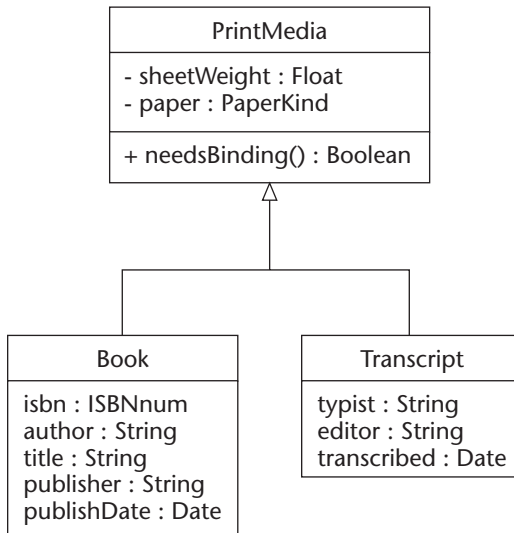 PrintMedia
- sheetWeight : Float
- paper : PaperKind
+ needsBinding() : Boolean
Book
isbn : ISBNnum
author : String
title : String
publisher : String
publishDate : Date
Transcript
typist : String
editor : String
transcribed : Date